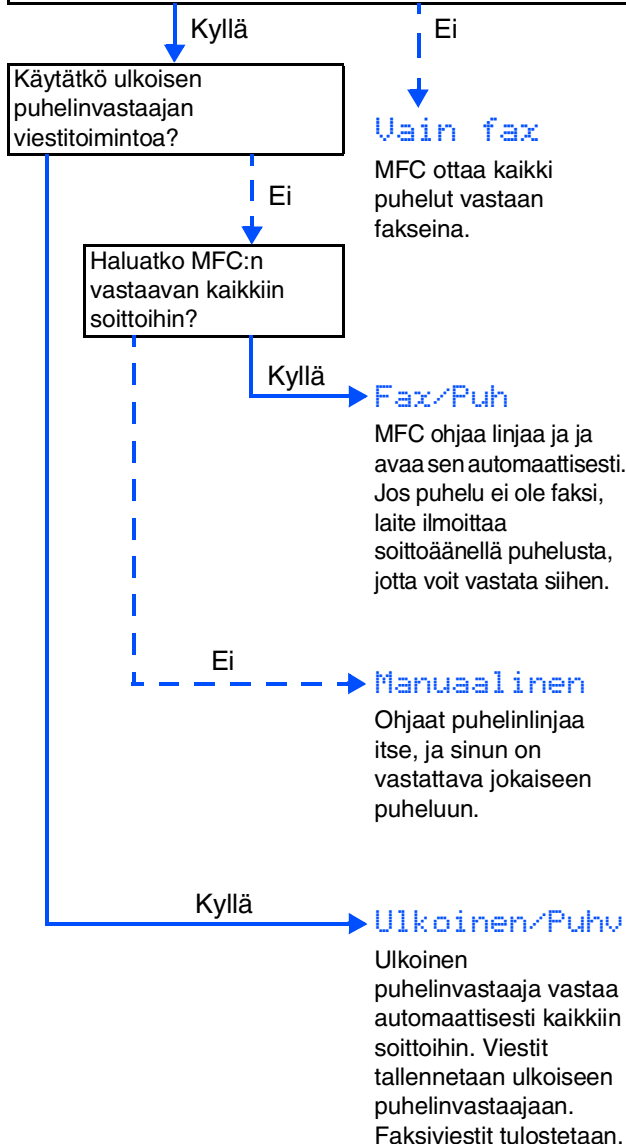 Kyllä
Ei
Käytätkö ulkoisen
puhelinvastaajan
viestitoimintoa?
Vain fax
MFC ottaa kaikki
puhelut vastaan
fakseina.
Ei
Haluatko MFC:n
vastaavan kaikkiin
soittoihin?
Kyllä
Fax/Puh
MFC ohjaa linjaa ja ja
avaa sen automaattisesti.
Jos puhelu ei ole faksi,
laite ilmoittaa
soittoäänellä puhelusta,
jotta voit vastata siihen.
Ei
Manuaalinen
Ohjaat puhelinlinjaa
itse, ja sinun on
vastattava jokaiseen
puheluun.
Kyllä
Ulkoinen/Puhv
Ulkoinen
puhelinvastaaja vastaa
automaattisesti kaikkiin
soittoihin. Viestit
tallennetaan ulkoiseen
puhelinvastaajaan.
Faksiviestit tulostetaan.